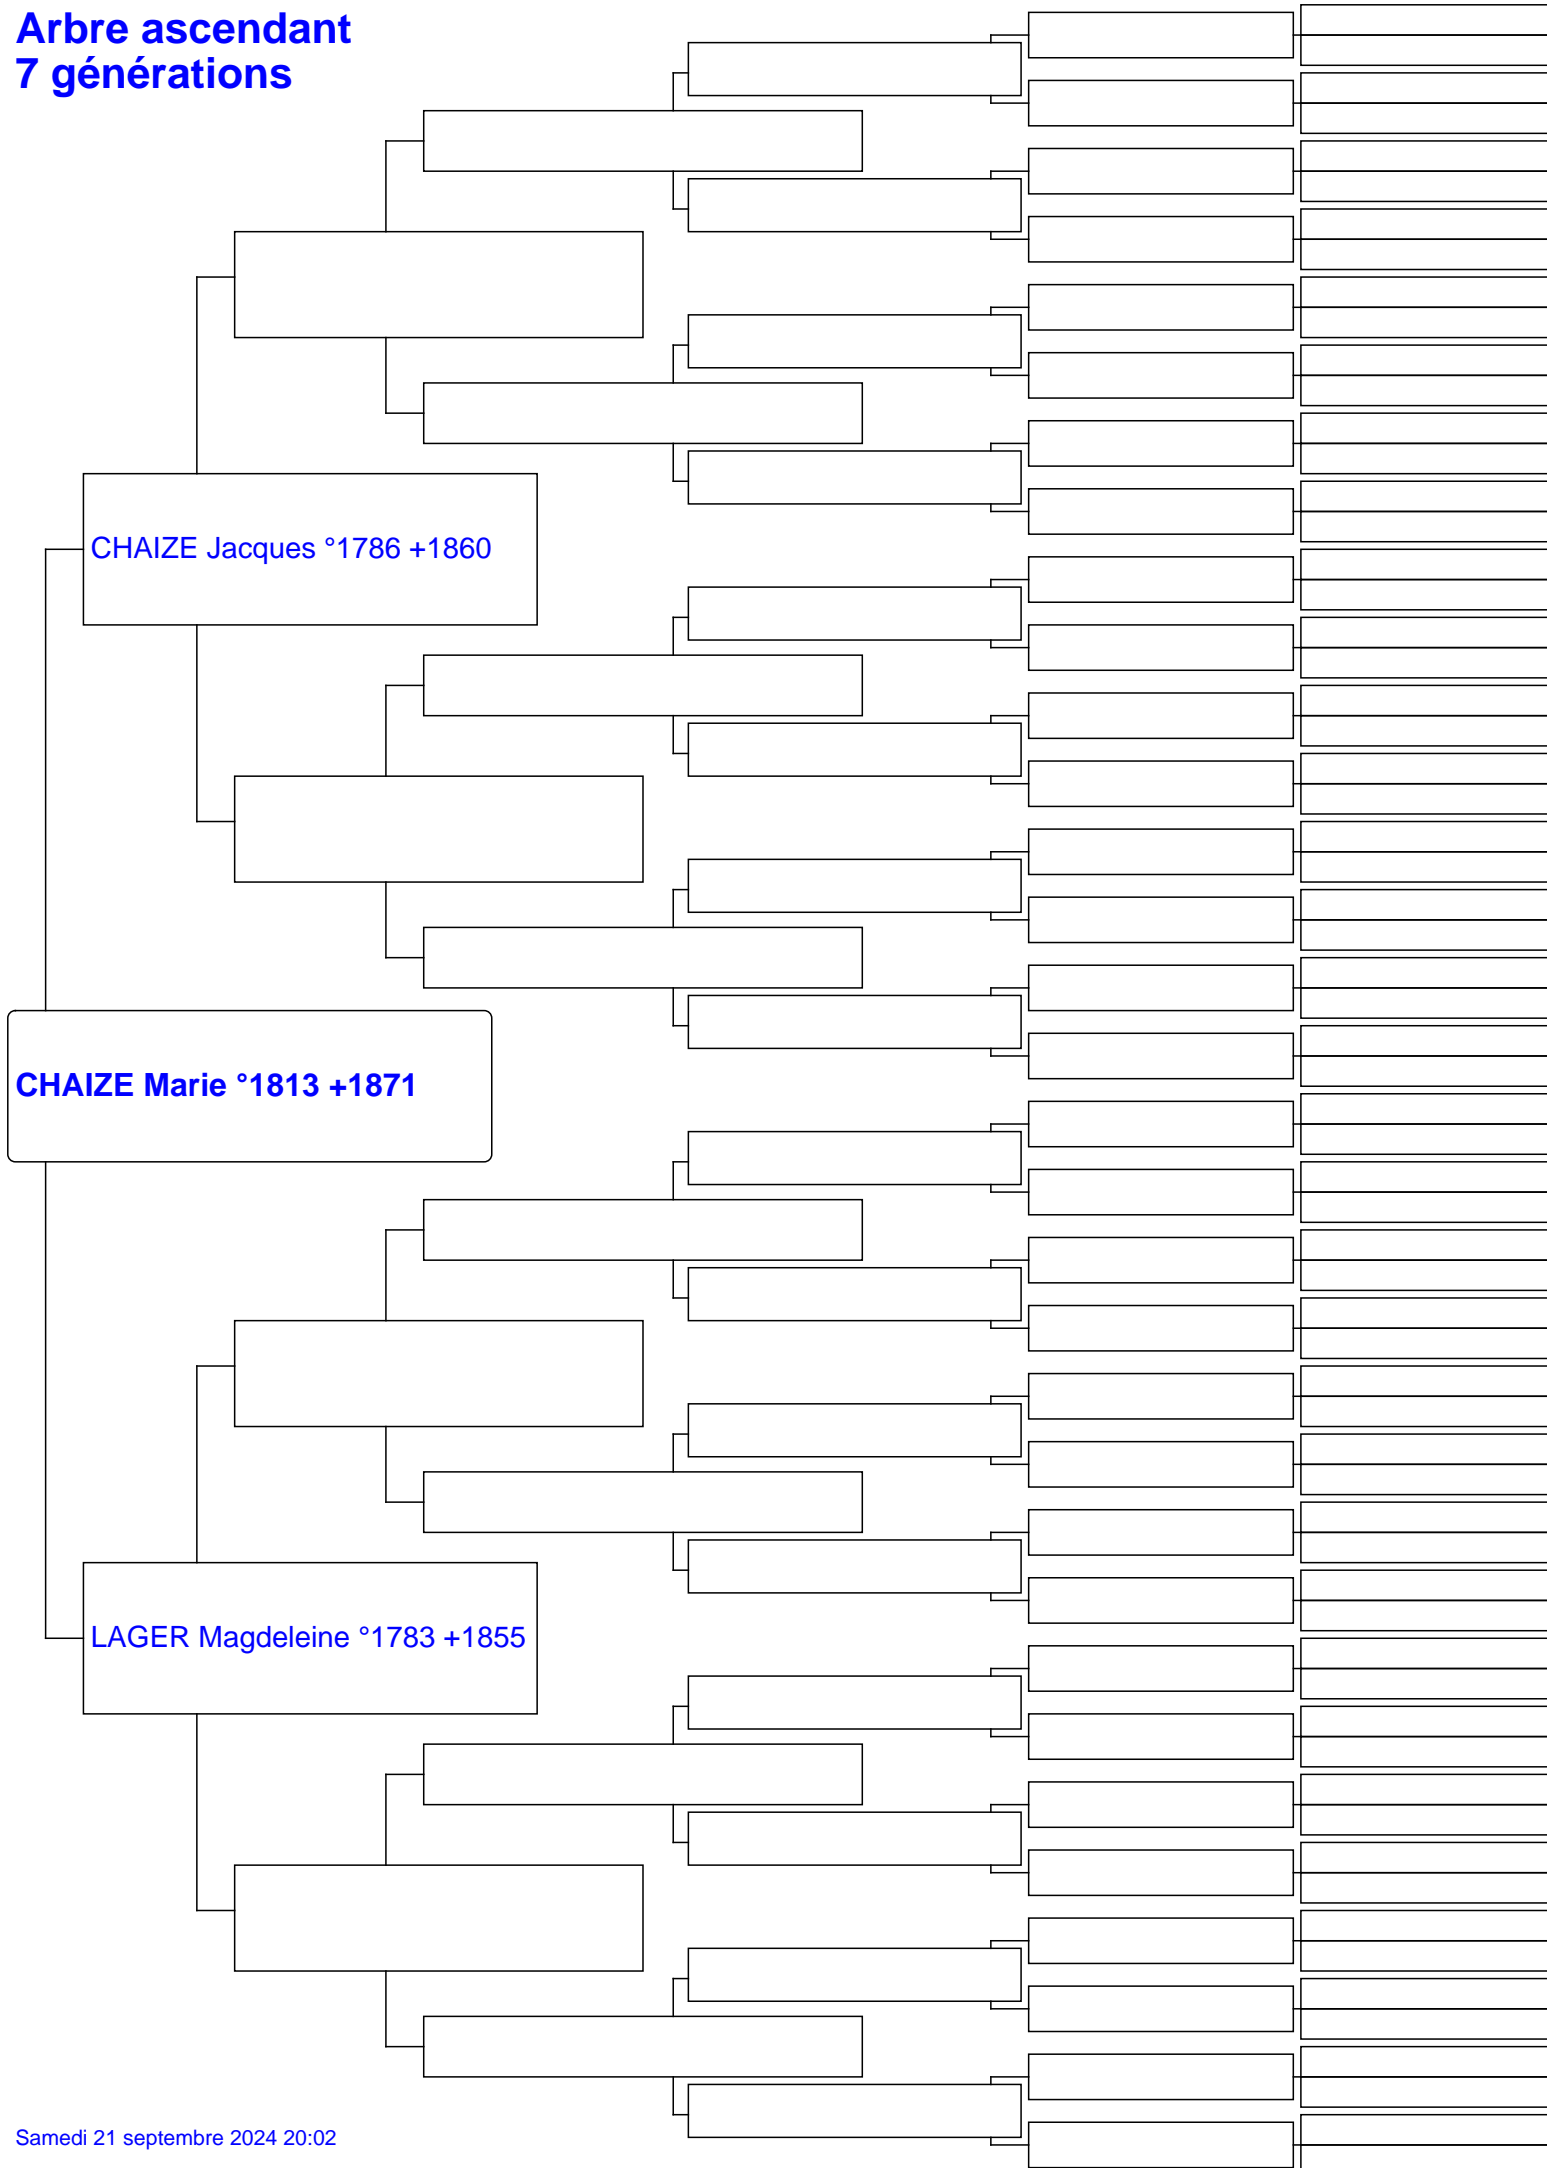 Arbre ascendant
7 générations
CHAIZE Jacques °1786 +1860
CHAIZE Marie °1813 +1871
LAGER Magdeleine °1783 +1855
Samedi 21 septembre 2024 20:02